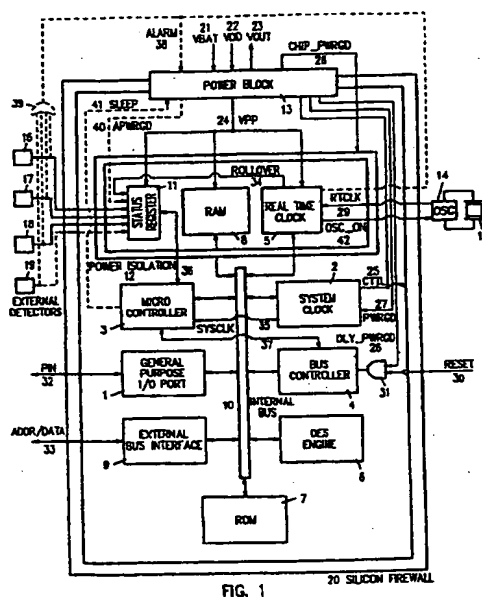 21 22 23
VBAT VDD VOUT
ALARM
38
CHIP_PWRGD
28
POWER BLOCK
13
41 SLEEP
40 APWRGD
24 VPP
39
ROLLOVER
34
16
17
18
19
EXTERNAL
DETECTORS
11
STATUS
REGISTER
RAM
8
REAL TIME
CLOCK
5
RTCLK
29
OSC_ON
42
14
OSC
POWER ISOLATION
12
36
MICRO
CONTROLLER
3
2
SYSTEM
CLOCK
25
CTTL
27
PWRGD
SYSCLK
35
37
DLY_PWRGD
26
PIN
32
GENERAL
PURPOSE
I/O PORT
1
BUS
CONTROLLER
4
31
RESET
30
10
INTERNAL
BUS
ADDR/DATA
33
EXTERNAL
BUS INTERFACE
9
DES
ENGINE
6
ROM
7
20 SILICON FIREWALL
FIG. 1